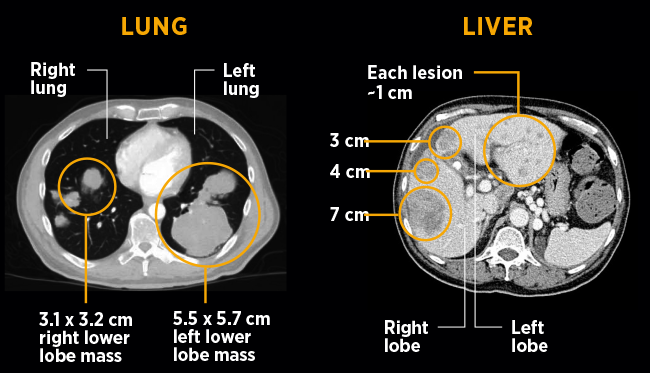 LUNG
Right
lung
Left
lung
3.1 x 3.2 cm
right lower
lobe mass
5.5 x 5.7 cm
left lower
lobe mass
LIVER
Each lesion
~1 cm
3 cm
4 cm
7 cm
Right
lobe
Left
lobe